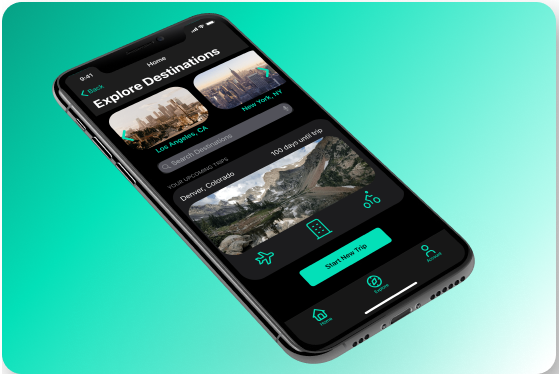 9:41
Home
Back
Explore Destinations
Los Angeles, CA
New York, NY
Search Destinations
YOUR UPCOMING TRIPS
Denver, Colorado
100 days until trip
Start New Trip
Home
Explore
Account